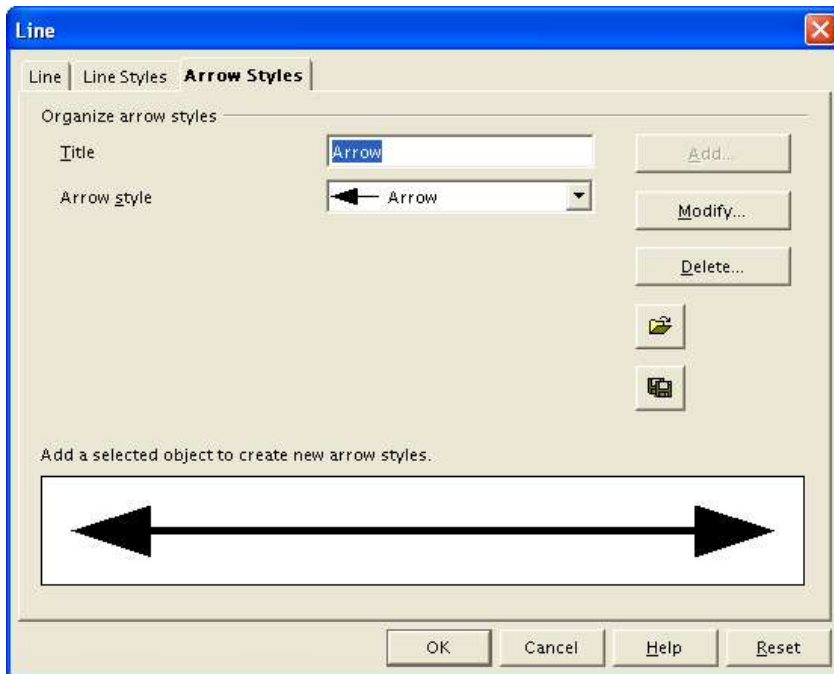 Line
Line Line Styles Arrow Styles
Organize arrow styles
Title Arrow Add...
Arrow style Arrow
Modify...
Delete...
Add a selected object to create new arrow styles.
OK Cancel Help Reset